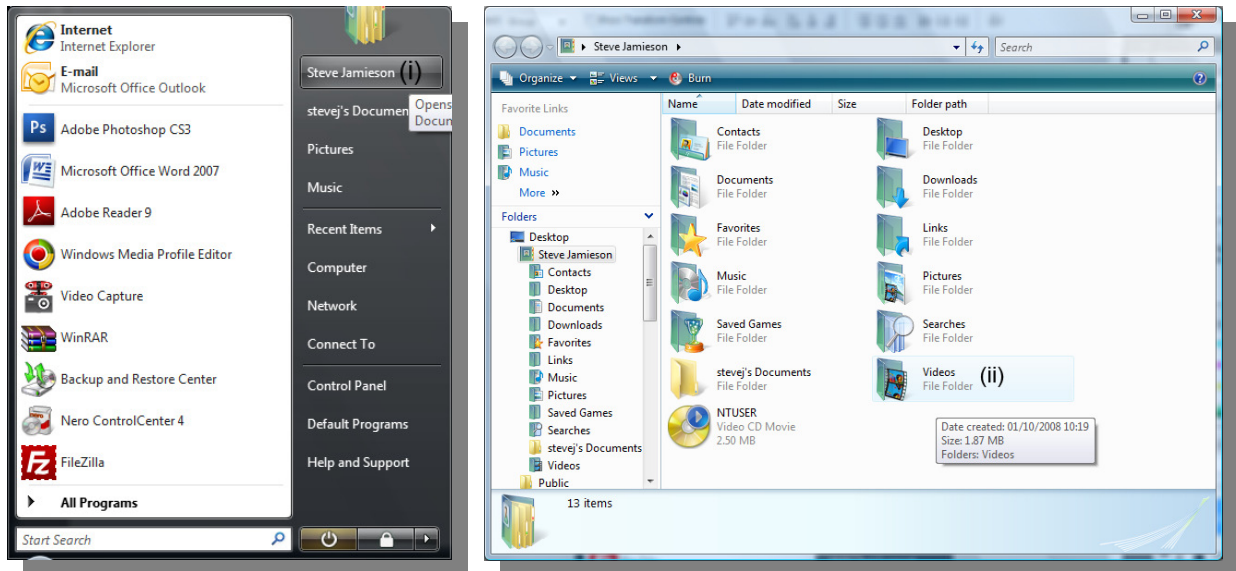 Internet
Internet Explorer
E-mail
Microsoft Office Outlook
Ps Adobe Photoshop CS3
Microsoft Office Word 2007
Adobe Reader 9
Windows Media Profile Editor
Video Capture
WinRAR
Backup and Restore Center
Nero ControlCenter 4
Fz FileZilla
All Programs
Start Search
Steve Jamieson (i)
stevej's Documen
Opens
Docum
Pictures
Music
Recent Items
Computer
Network
Connect To
Control Panel
Default Programs
Help and Support
Steve Jamieson
Search
Organize Views Burn
Favorite Links
Documents
Pictures
Music
More »
Folders
Desktop
Steve Jamieson
Contacts
Desktop
Documents
Downloads
Favorites
Links
Music
Pictures
Saved Games
Searches
stevej's Documents
Videos
Public
Name Date modified Size Folder path
Contacts
File Folder
Desktop
File Folder
Documents
File Folder
Downloads
File Folder
Favorites
File Folder
Links
File Folder
Music
File Folder
Pictures
File Folder
Saved Games
File Folder
Searches
File Folder
stevej's Documents
File Folder
Videos
File Folder
(ii)
NTUSER
Video CD Movie
2.50 MB
Date created: 01/10/2008 10:19
Size: 1.87 MB
Folders: Videos
13 items